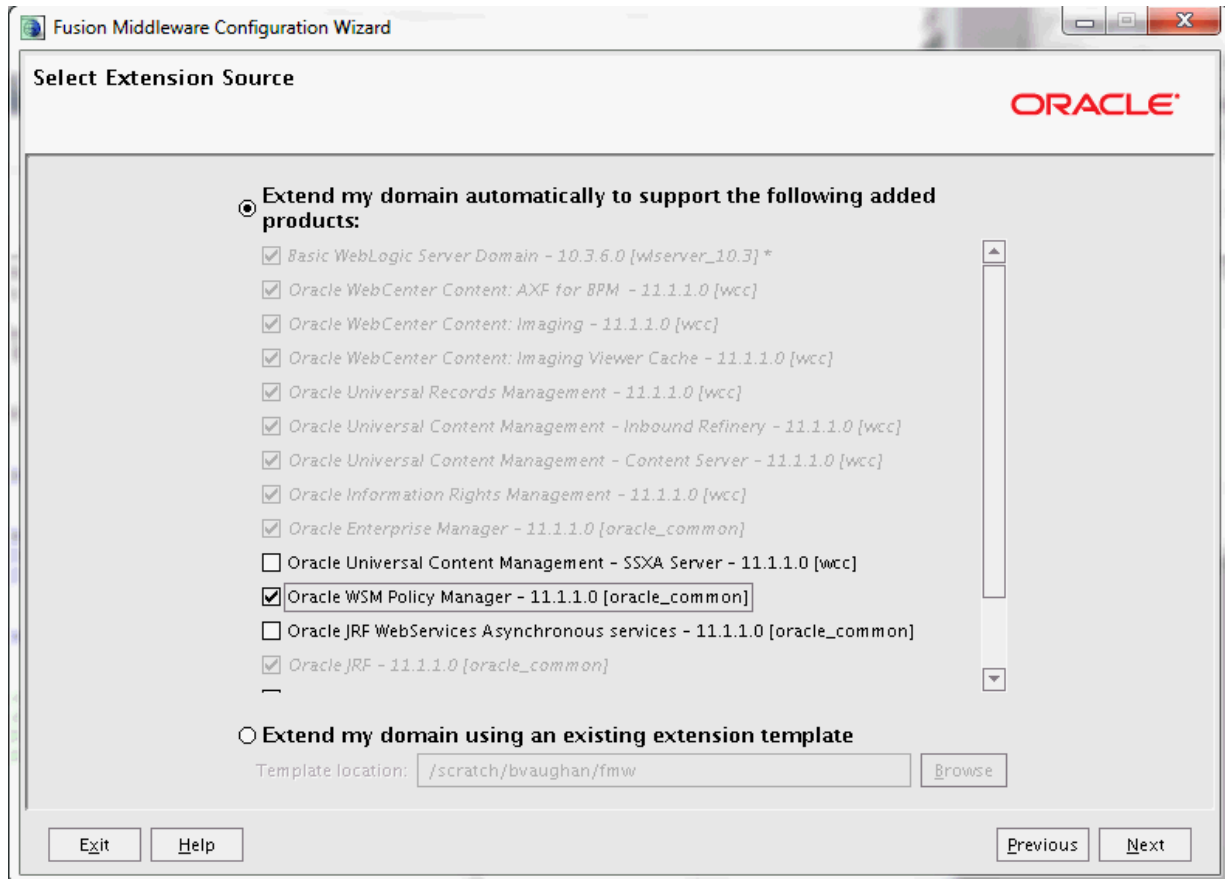 Fusion Middleware Configuration Wizard
Select Extension Source
ORACLE
Extend my domain automatically to support the following added
products:
Basic WebLogic Server Domain - 10.3.6.0 [wlserver_10.3] *
Oracle WebCenter Content: AXF for BPM - 11.1.1.0 [wcc]
Oracle WebCenter Content: Imaging - 11.1.1.0 [wcc]
Oracle WebCenter Content: Imaging Viewer Cache - 11.1.1.0 [wcc]
Oracle Universal Records Management - 11.1.1.0 [wcc]
Oracle Universal Content Management - Inbound Refinery - 11.1.1.0 [wcc]
Oracle Universal Content Management - Content Server - 11.1.1.0 [wcc]
Oracle Information Rights Management - 11.1.1.0 [wcc]
Oracle Enterprise Manager - 11.1.1.0 [oracle_common]
Oracle Universal Content Management - SSXA Server - 11.1.1.0 [wcc]
Oracle WSM Policy Manager - 11.1.1.0 [oracle_common]
Oracle JRF WebServices Asynchronous services - 11.1.1.0 [oracle_common]
Oracle JRF - 11.1.1.0 [oracle_common]
Extend my domain using an existing extension template
Template location: /scratch/bvaughan/fmw Browse
Exit Help Previous Next